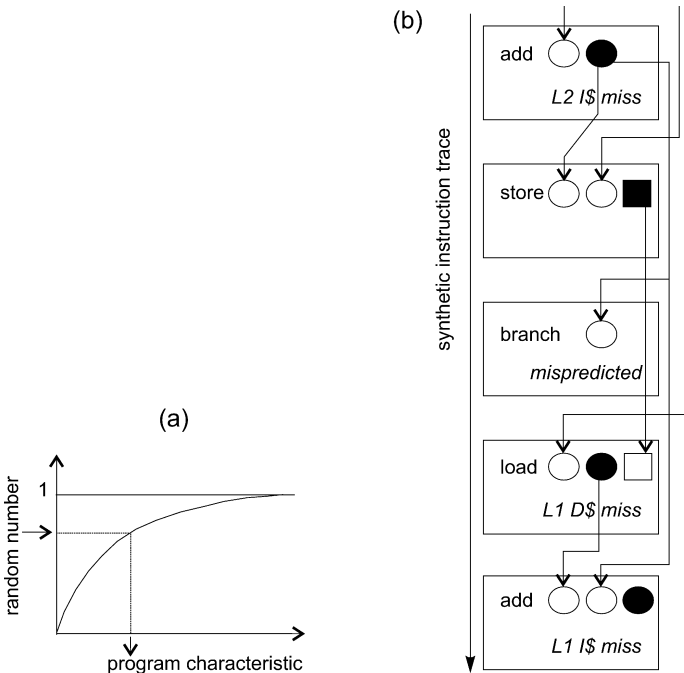 (a)
1
random number
program characteristic
(b)
synthetic instruction trace
add
L2 I$ miss
store
branch
mispredicted
load
L1 D$ miss
add
L1 I$ miss